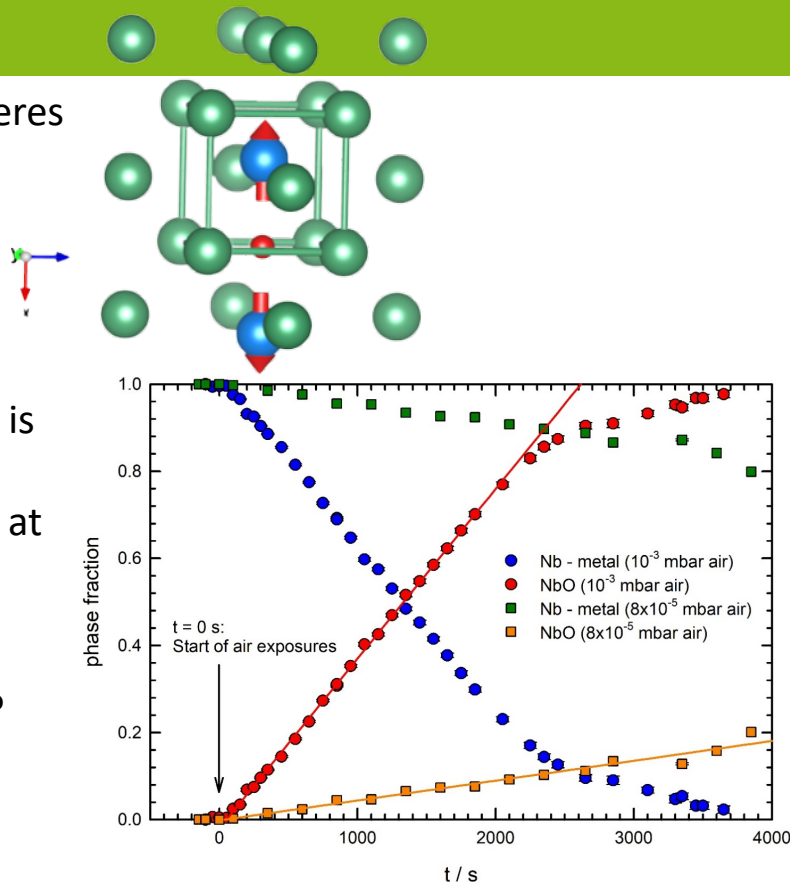 eres
y
is
at
phase fraction
1.0
0.8
0.6
0.4
0.2
0.0
t = 0 s:
Start of air exposures
Nb - metal (10⁻³ mbar air)
NbO (10⁻³ mbar air)
Nb - metal (8x10⁻⁵ mbar air)
NbO (8x10⁻⁵ mbar air)
0
1000
2000
3000
4000
t / s